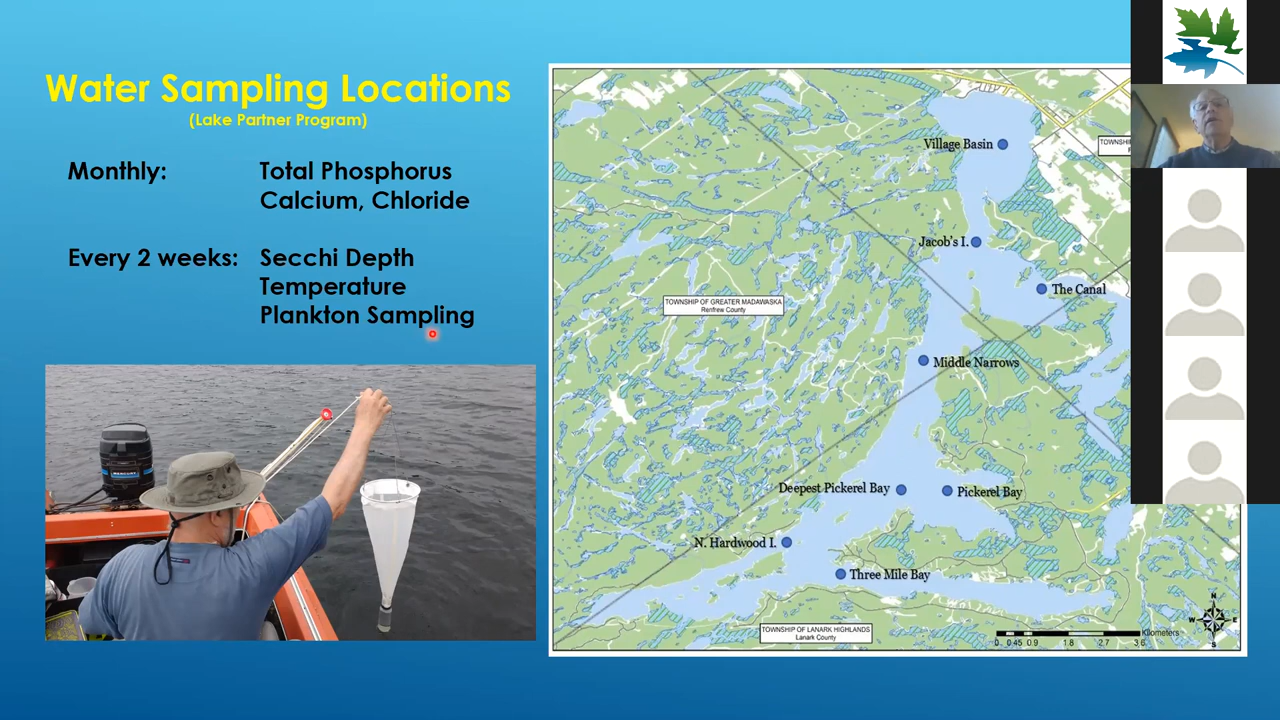 Water Sampling Locations
(Lake Partner Program)
Monthly: Total Phosphorus
Calcium, Chloride
Every 2 weeks: Secchi Depth
Temperature
Plankton Sampling
MERCURY
Village Basin
TOWNSHIP
Jacob's I.
The Canal
TOWNSHIP OF GREATER MADAWASKA
Renfrew County
Middle Narrows
Deepest Pickerel Bay
Pickerel Bay
N. Hardwood I.
Three Mile Bay
TOWNSHIP OF LANARK HIGHLANDS
Lanark County
Kilometers
0 0.45 0.9 1.8 2.7 3.6
N
W E
S